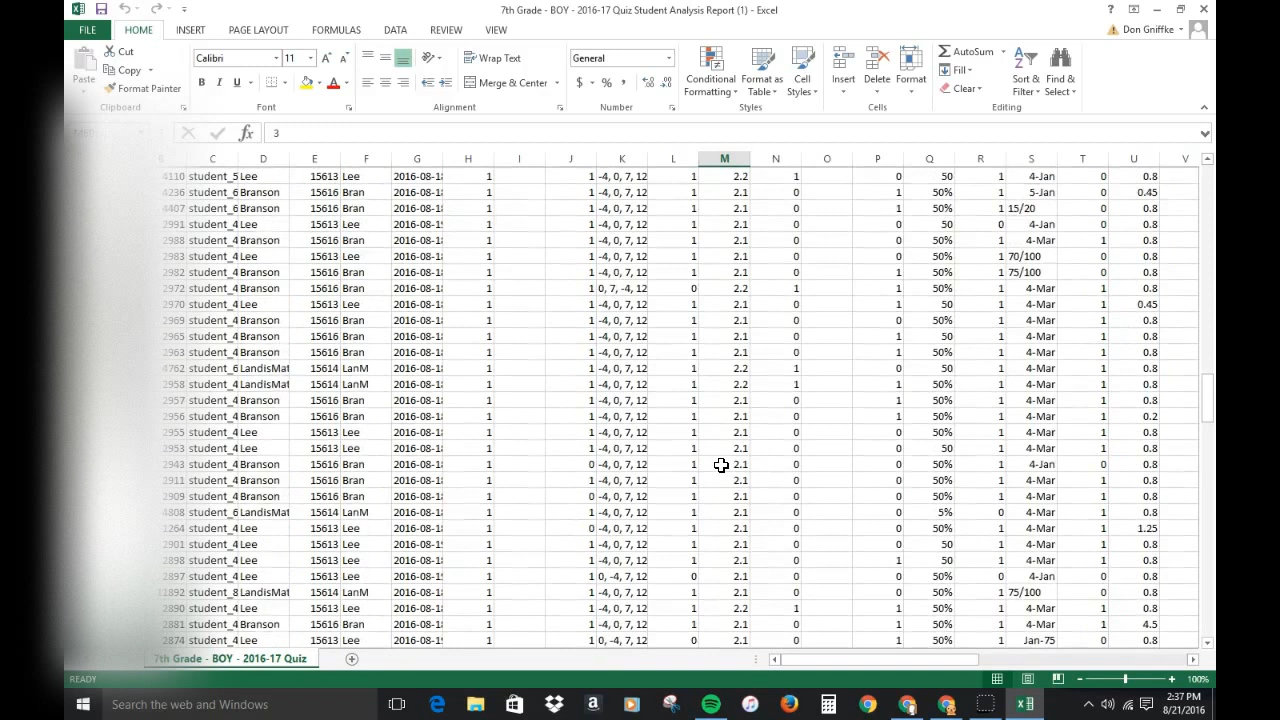 7th Grade - BOY - 2016-17 Quiz Student Analysis Report (1) - Excel
FILE HOME INSERT PAGE LAYOUT FORMULAS DATA REVIEW VIEW Don Griffke
Cut
Copy
Format Painter
Paste
Clipboard
Calibri 11
B I U
Font
Wrap Text
Merge & Center
Alignment
General
$ % ,
Number
Conditional Formatting
Format as Table
Cell Styles
Styles
Insert Delete Format
Cells
AutoSum
Fill
Clear
Sort & Filter
Find & Select
Editing
fx 3
B C D E F G H I J K L M N O P Q R S T U V
4110 student_5 Lee 15613 Lee 2016-08-18 1 1 -4, 0, 7, 12 1 2.2 1 0 50 1 4-Jan 0 0.8
4236 student_6 Branson 15616 Bran 2016-08-18 1 1 -4, 0, 7, 12 1 2.1 0 1 50% 1 5-Jan 0 0.45
4407 student_6 Branson 15616 Bran 2016-08-18 1 1 -4, 0, 7, 12 1 2.1 0 1 50% 1 15/20 0 0.8
2991 student_4 Lee 15613 Lee 2016-08-19 1 1 -4, 0, 7, 12 1 2.1 0 0 50 0 4-Jan 0 0.8
2988 student_4 Branson 15616 Bran 2016-08-18 1 1 -4, 0, 7, 12 1 2.1 0 0 50% 1 4-Mar 1 0.8
2983 student_4 Lee 15613 Lee 2016-08-18 1 1 -4, 0, 7, 12 1 2.1 0 0 50% 1 70/100 0 0.8
2982 student_4 Branson 15616 Bran 2016-08-18 1 1 -4, 0, 7, 12 1 2.1 0 1 50% 1 75/100 0 0.8
2972 student_4 Branson 15616 Bran 2016-08-18 1 1 0, 7, -4, 12 0 2.2 1 1 50% 1 4-Mar 1 0.8
2970 student_4 Lee 15613 Lee 2016-08-18 1 1 -4, 0, 7, 12 1 2.1 0 1 50 1 4-Mar 1 0.45
2969 student_4 Branson 15616 Bran 2016-08-18 1 1 -4, 0, 7, 12 1 2.1 0 0 50% 1 4-Mar 1 0.8
2965 student_4 Branson 15616 Bran 2016-08-18 1 1 -4, 0, 7, 12 1 2.1 0 1 50% 1 4-Mar 1 0.8
2963 student_4 Branson 15616 Bran 2016-08-18 1 1 -4, 0, 7, 12 1 2.1 0 1 50% 1 4-Mar 1 0.8
4762 student_6 LandisMat 15614 LanM 2016-08-18 1 1 -4, 0, 7, 12 1 2.2 1 0 50 1 4-Mar 1 0.8
2958 student_4 LandisMat 15614 LanM 2016-08-18 1 1 -4, 0, 7, 12 1 2.2 1 1 50% 1 4-Mar 1 0.8
2957 student_4 Branson 15616 Bran 2016-08-18 1 1 -4, 0, 7, 12 1 2.1 0 1 50% 1 4-Mar 1 0.8
2956 student_4 Branson 15616 Bran 2016-08-18 1 1 -4, 0, 7, 12 1 2.1 0 0 50% 1 4-Mar 1 0.2
2955 student_4 Lee 15613 Lee 2016-08-18 1 1 -4, 0, 7, 12 1 2.1 0 0 50% 1 4-Mar 1 0.8
2953 student_4 Lee 15613 Lee 2016-08-18 1 1 -4, 0, 7, 12 1 2.1 0 0 50 1 4-Mar 1 0.8
2943 student_4 Branson 15616 Bran 2016-08-18 1 0 -4, 0, 7, 12 1 2.1 0 0 50% 1 4-Jan 0 0.8
2911 student_4 Branson 15616 Bran 2016-08-18 1 1 -4, 0, 7, 12 1 2.1 0 0 50% 1 4-Mar 1 0.8
2909 student_4 Branson 15616 Bran 2016-08-18 1 0 -4, 0, 7, 12 1 2.1 0 0 50% 1 4-Mar 1 0.8
4808 student_6 LandisMat 15614 LanM 2016-08-18 1 1 -4, 0, 7, 12 1 2.1 0 0 5% 0 4-Mar 1 0.8
1264 student_4 Lee 15613 Lee 2016-08-18 1 0 -4, 0, 7, 12 1 2.1 0 0 50% 1 4-Mar 1 1.25
2901 student_4 Lee 15613 Lee 2016-08-19 1 1 -4, 0, 7, 12 1 2.1 0 0 50 1 4-Mar 1 0.8
2898 student_4 Lee 15613 Lee 2016-08-18 1 1 -4, 0, 7, 12 1 2.1 0 0 50 1 4-Mar 1 0.8
2897 student_4 Lee 15613 Lee 2016-08-19 1 1 0, -4, 7, 12 0 2.1 0 0 50% 0 4-Jan 0 0.8
1892 student_8 LandisMat 15614 LanM 2016-08-18 1 1 -4, 0, 7, 12 1 2.1 0 0 50% 1 75/100 0 0.8
2890 student_4 Lee 15613 Lee 2016-08-18 1 1 -4, 0, 7, 12 1 2.2 1 1 50% 1 4-Mar 1 0.8
2881 student_4 Branson 15616 Bran 2016-08-18 1 1 -4, 0, 7, 12 1 2.1 0 1 50% 1 4-Mar 1 4.5
2874 student_4 Lee 15613 Lee 2016-08-19 1 1 0, -4, 7, 12 0 2.1 0 1 50% 1 Jan-75 0 0.8
7th Grade - BOY - 2016-17 Quiz
READY 100%
Search the web and Windows
2:37 PM
8/21/2016